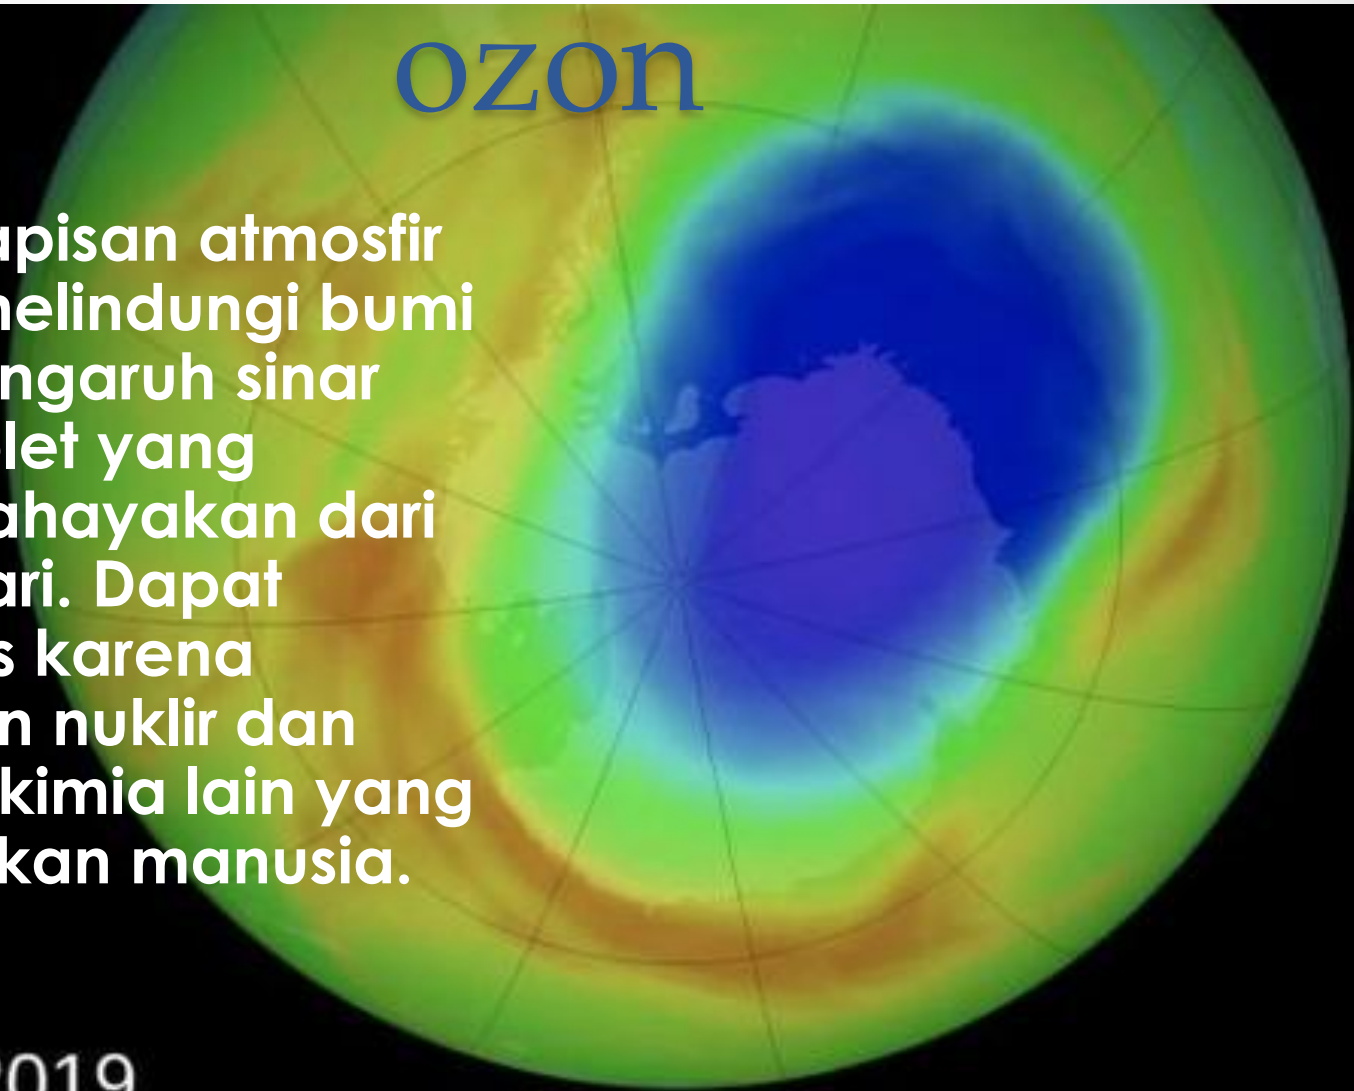 ozon
apisan atmosfir
nelindungi bumi
ngaruh sinar
let yang
ahayakan dari
ari. Dapat
s karena
n nuklir dan
kimia lain yang
kan manusia.
2019